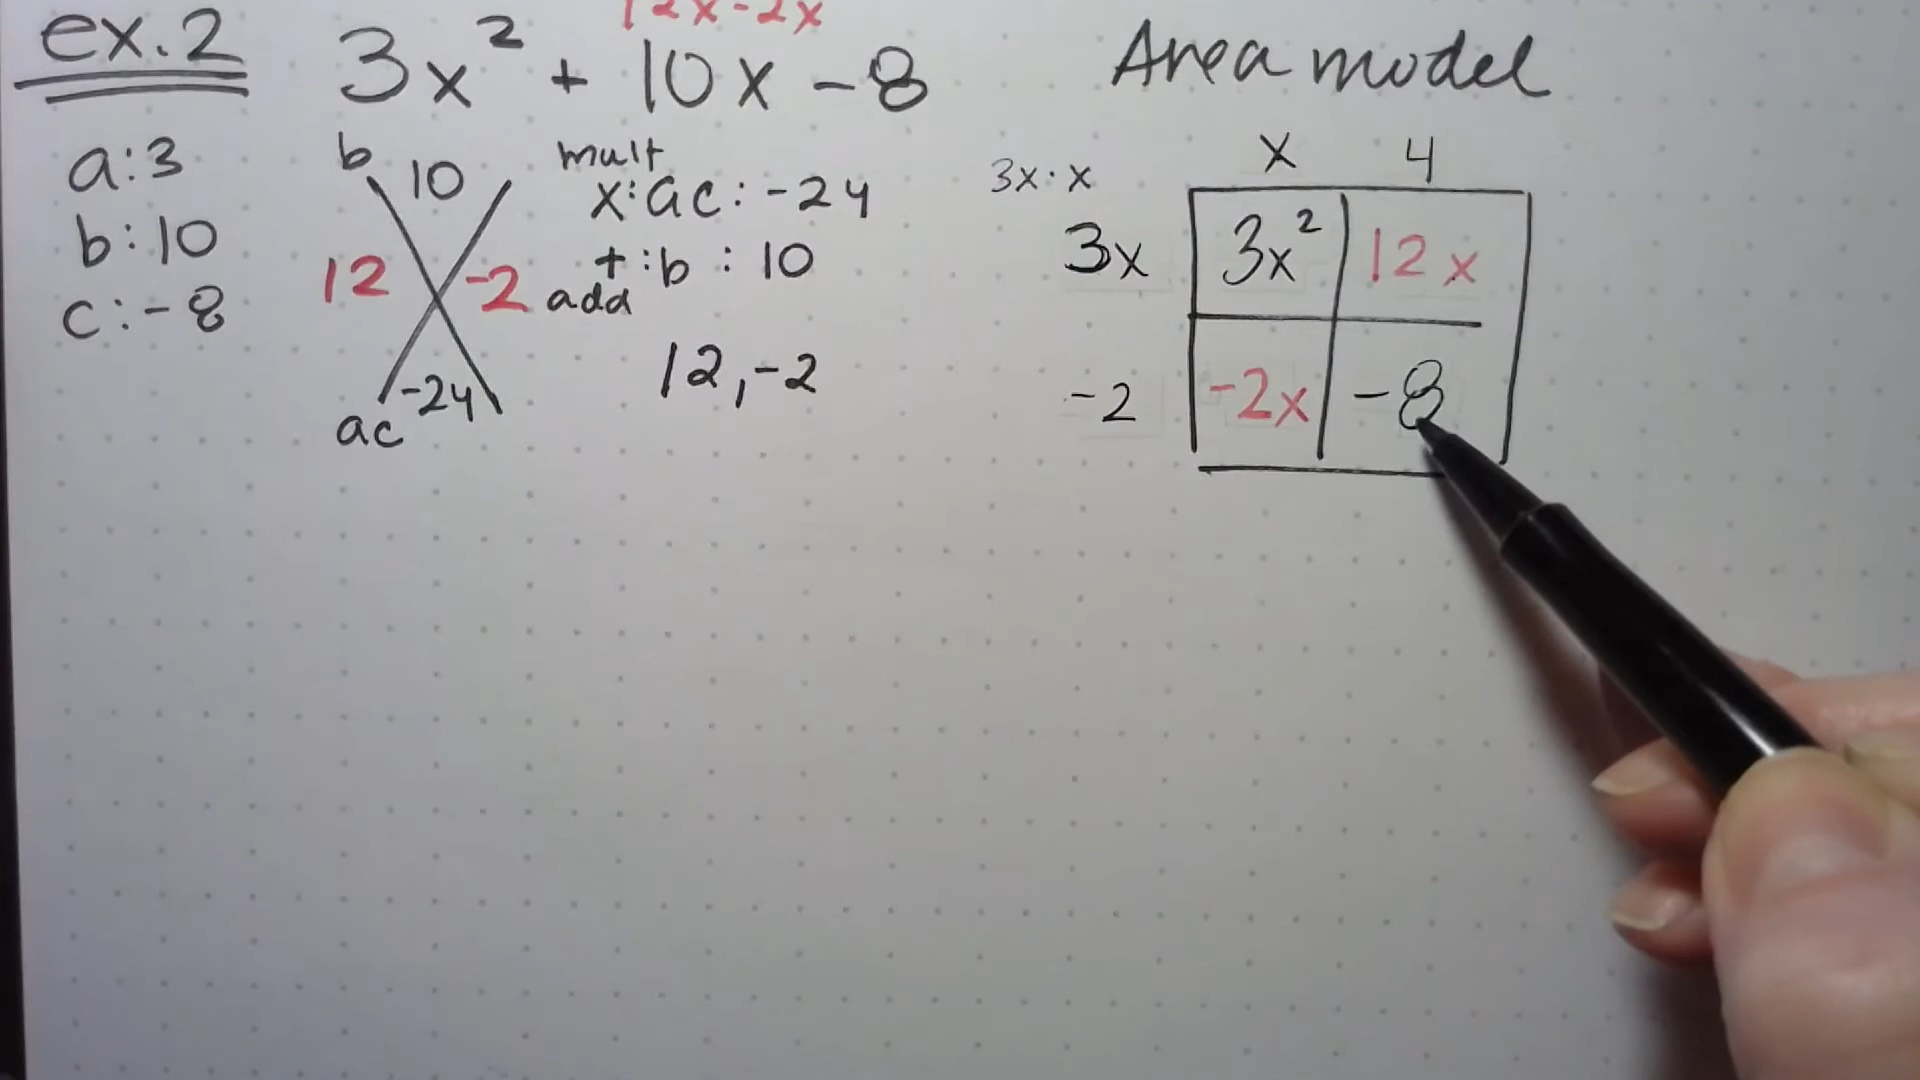 12x-2x
ex.2
3x² + 10x - 8
a:3
b:10
c:-8
b
10
12
-2
ac
-24
mult
x:ac:-24
+:b:10
add
12,-2
Area model
3x·x
x 4
3x 3x² 12x
-2 -2x -8